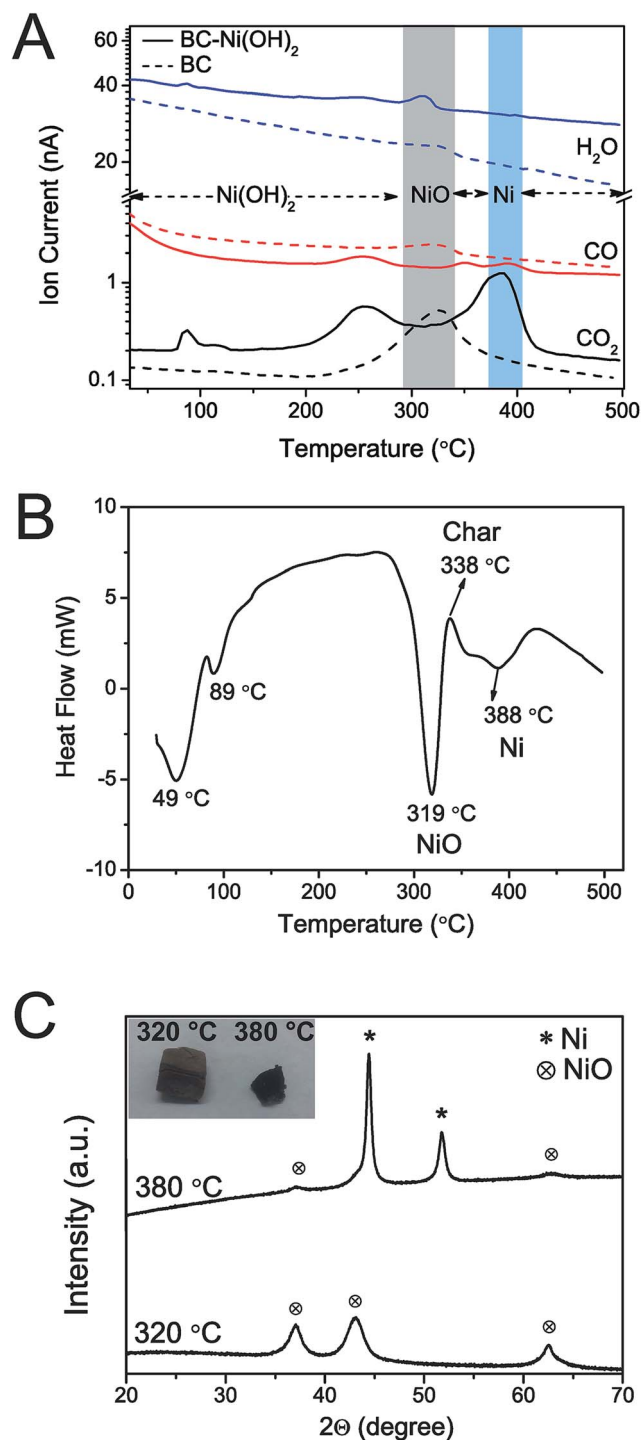 A
BC-Ni(OH)₂
BC
60
40
20
1
0.1
Ion Current (nA)
H₂O
Ni(OH)₂
NiO
Ni
CO
CO₂
100
200
300
400
500
Temperature (°C)
B
10
5
0
-5
-10
Heat Flow (mW)
Char
338 °C
89 °C
388 °C
Ni
49 °C
319 °C
NiO
0
100
200
300
400
500
Temperature (°C)
C
320 °C 380 °C
*
* Ni
⊗ NiO
*
⊗
⊗
380 °C
Intensity (a.u.)
⊗
⊗
⊗
320 °C
20
30
40
50
60
70
2Θ (degree)